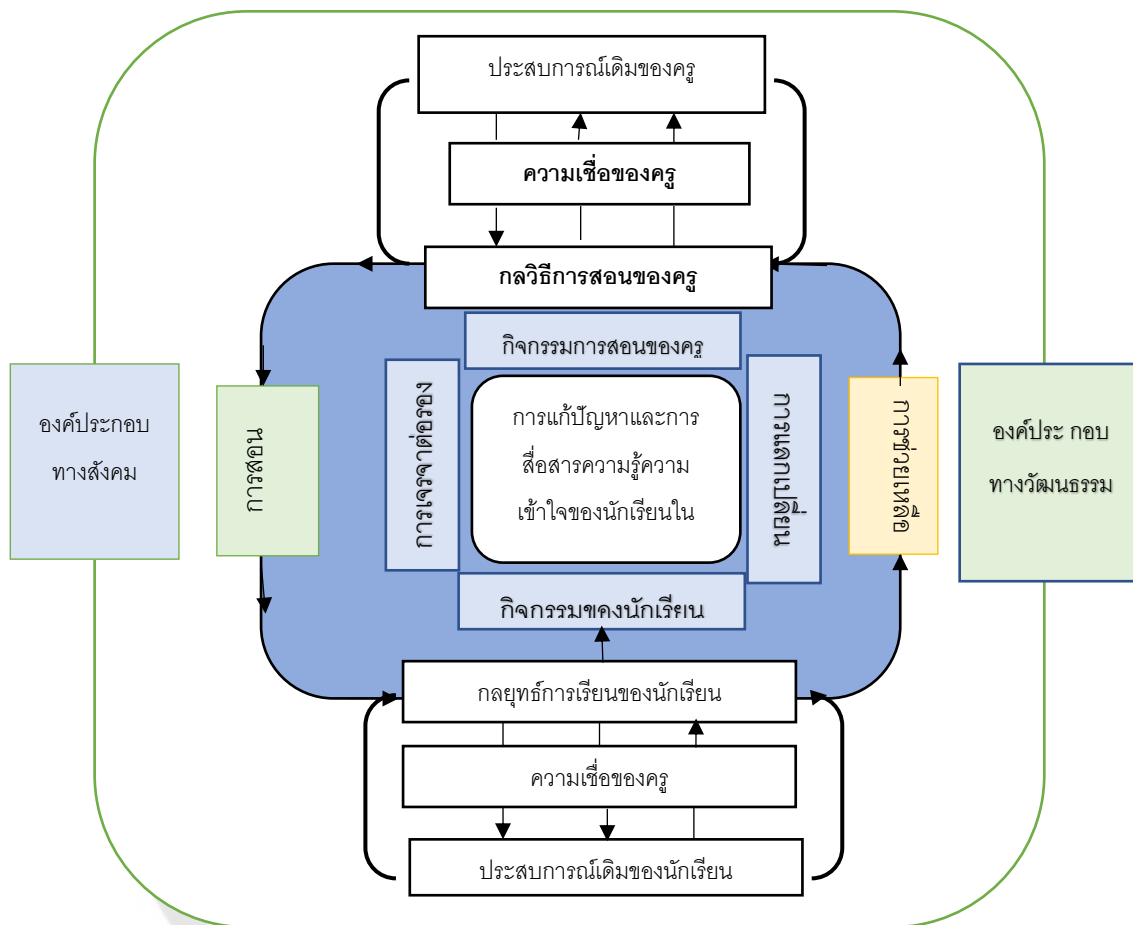 ประสบการณ์เดิมของครู
ความเชื่อของครู
กลวิธีการสอนของครู
กิจกรรมการสอนของครู
องค์ประกอบ
ทางสังคม
การสอน
การเจรจาต่อรอง
การแก้ปัญหาและการ
สื่อสารความรู้ความ
เข้าใจของนักเรียนใน
การแลกเปลี่ยน
การช่วยเหลือ
องค์ประ กอบ
ทางวัฒนธรรม
กิจกรรมของนักเรียน
กลยุทธ์การเรียนของนักเรียน
ความเชื่อของครู
ประสบการณ์เดิมของนักเรียน